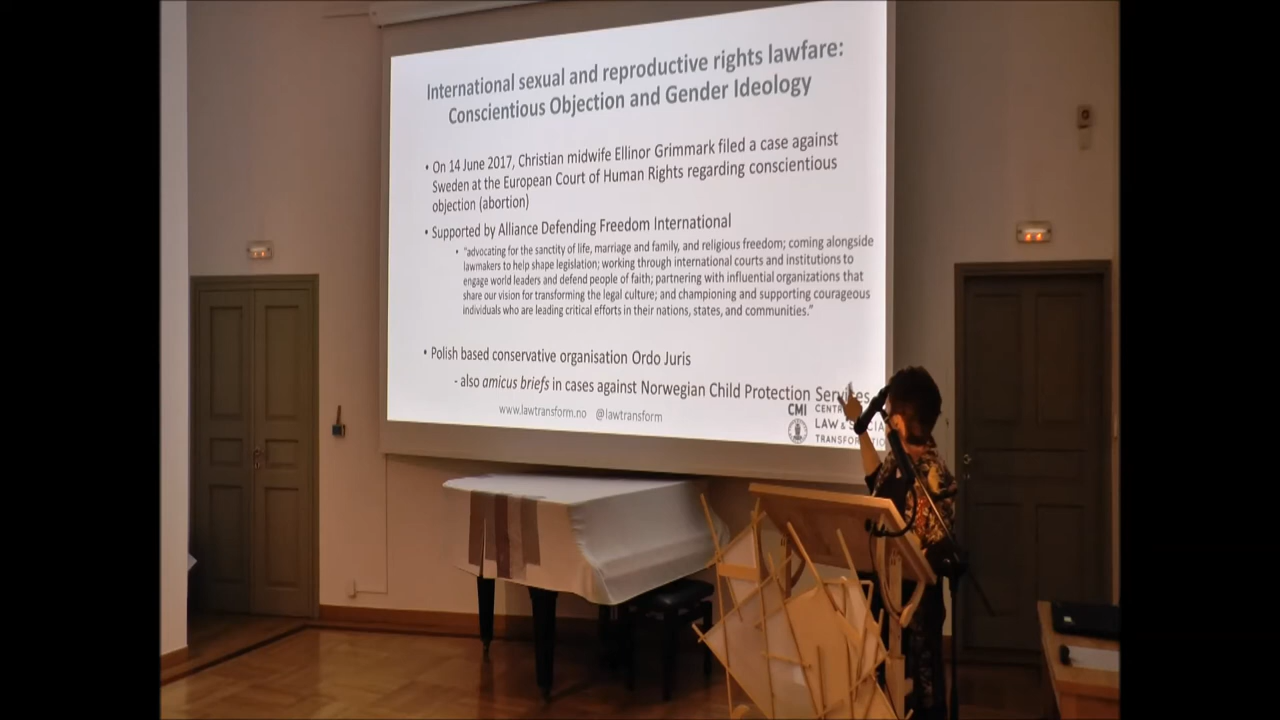 International sexual and reproductive rights lawfare:
Conscientious Objection and Gender Ideology
• On 14 June 2017, Christian midwife Ellinor Grimmark filed a case against
Sweden at the European Court of Human Rights regarding conscientious
objection (abortion)
• Supported by Alliance Defending Freedom International
• "advocating for the sanctity of life, marriage and family, and religious freedom; coming alongside
lawmakers to help shape legislation; working through international courts and institutions to
engage world leaders and defend people of faith; partnering with influential organizations that
share our vision for transforming the legal culture; and championing and supporting courageous
individuals who are leading critical efforts in their nations, states, and communities."
• Polish based conservative organisation Ordo Juris
- also amicus briefs in cases against Norwegian Child Protection Services
www.lawtransform.no @lawtransform
CMI
LAW &